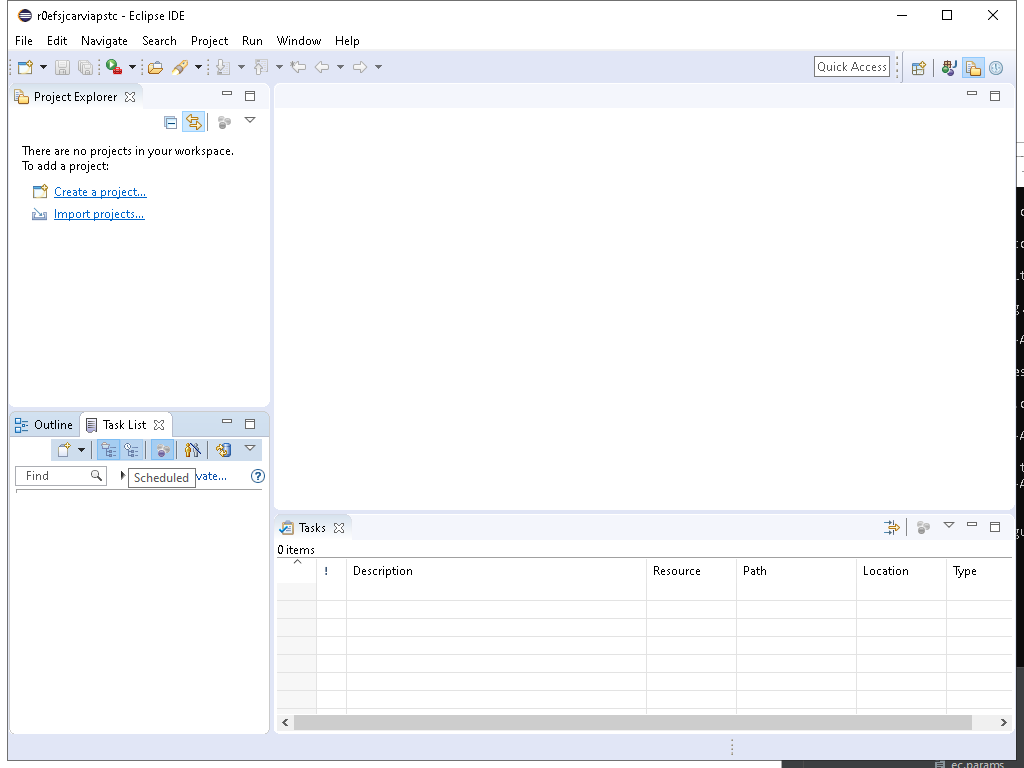 r0efsjcarviapstc - Eclipse IDE
File Edit Navigate Search Project Run Window Help
Quick Access
Project Explorer
There are no projects in your workspace.
To add a project:
Create a project...
Import projects...
Outline Task List
Find
Scheduled
vate...
Tasks
0 items
! Description Resource Path Location Type
ec.params